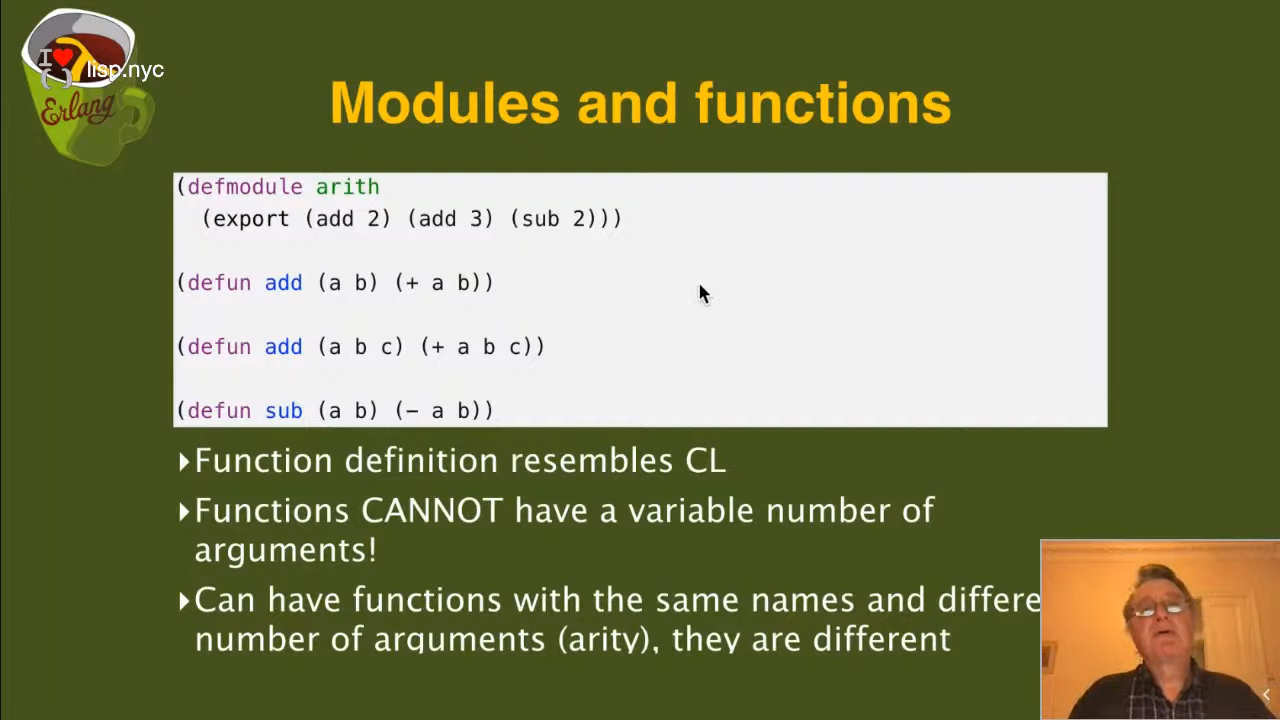 I ❤ lisp.nyc
( )
Erlang
Modules and functions
(defmodule arith
  (export (add 2) (add 3) (sub 2)))
(defun add (a b) (+ a b))
(defun add (a b c) (+ a b c))
(defun sub (a b) (- a b))
▸Function definition resembles CL
▸Functions CANNOT have a variable number of
arguments!
▸Can have functions with the same names and differe
number of arguments (arity), they are different